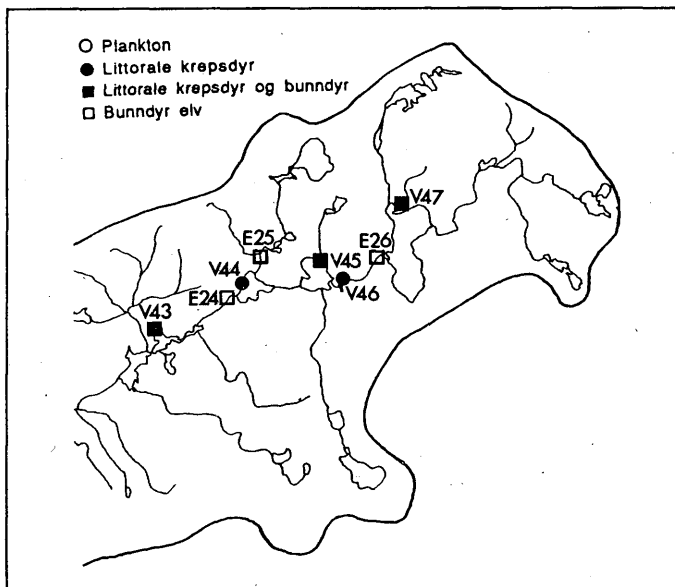 Plankton
Littorale krepsdyr
Littorale krepsdyr og bunndyr
Bunndyr elv
V47
E25
E26
V45
V44
V46
E24
V43